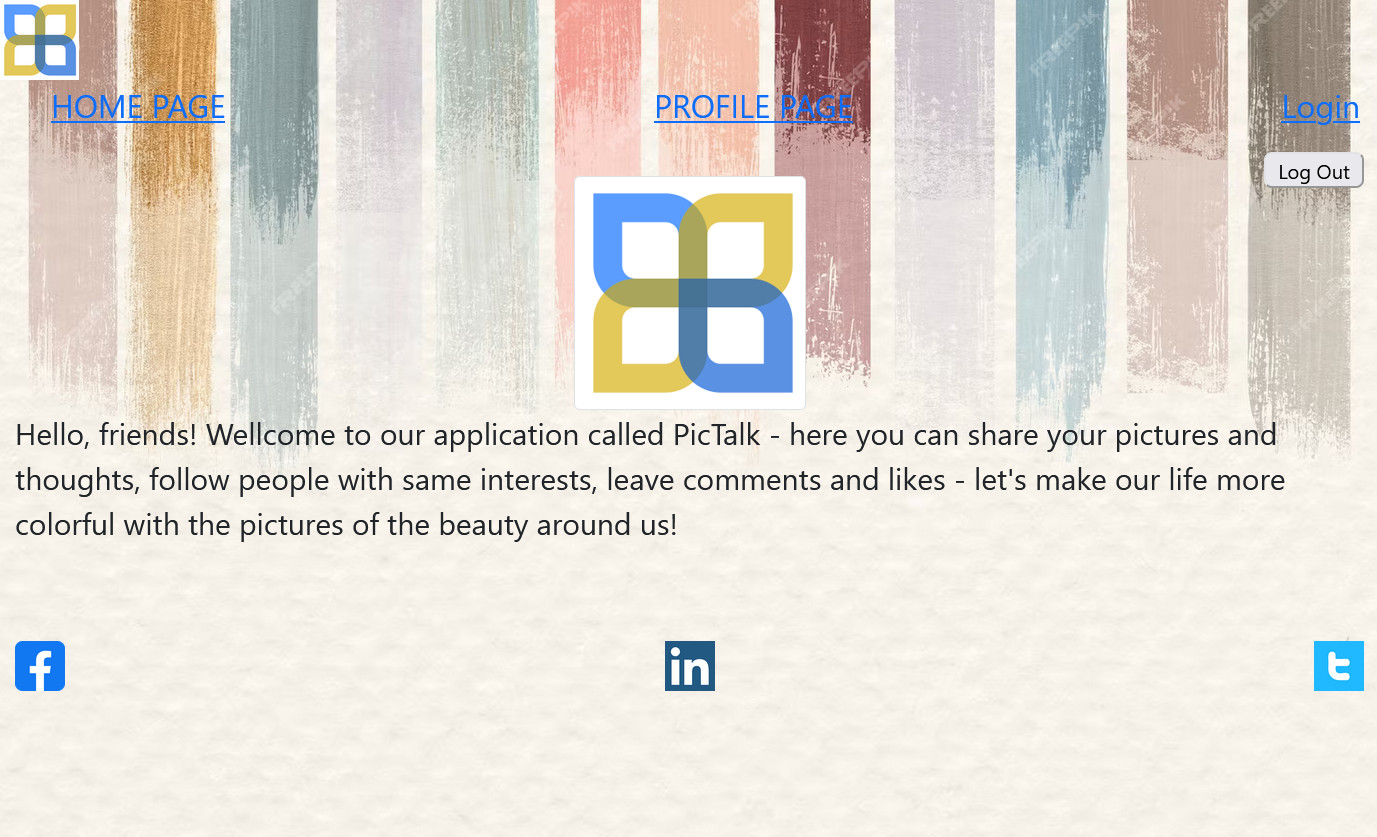 HOME PAGE
PROFILE PAGE
Login
Log Out
Hello, friends! Wellcome to our application called PicTalk - here you can share your pictures and
thoughts, follow people with same interests, leave comments and likes - let's make our life more
colorful with the pictures of the beauty around us!
f
in
t